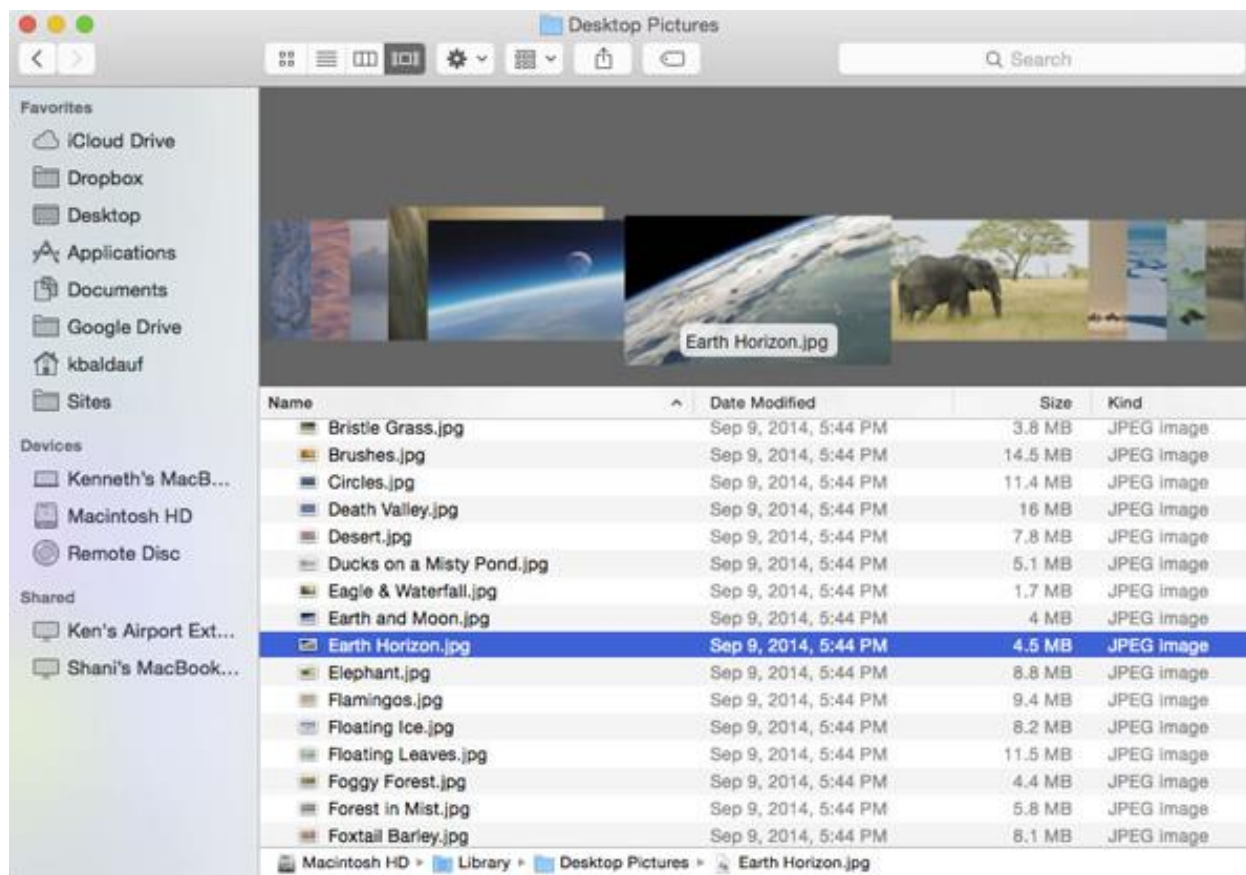 Desktop Pictures
Search
Favorites
iCloud Drive
Dropbox
Desktop
Applications
Documents
Google Drive
kbaldauf
Sites
Devices
Kenneth's MacB...
Macintosh HD
Remote Disc
Shared
Ken's Airport Ext...
Shani's MacBook...
Earth Horizon.jpg
Name Date Modified Size Kind
Bristle Grass.jpg Sep 9, 2014, 5:44 PM 3.8 MB JPEG image
Brushes.jpg Sep 9, 2014, 5:44 PM 14.5 MB JPEG image
Circles.jpg Sep 9, 2014, 5:44 PM 11.4 MB JPEG image
Death Valley.jpg Sep 9, 2014, 5:44 PM 16 MB JPEG image
Desert.jpg Sep 9, 2014, 5:44 PM 7.8 MB JPEG image
Ducks on a Misty Pond.jpg Sep 9, 2014, 5:44 PM 5.1 MB JPEG image
Eagle & Waterfall.jpg Sep 9, 2014, 5:44 PM 1.7 MB JPEG image
Earth and Moon.jpg Sep 9, 2014, 5:44 PM 4 MB JPEG image
Earth Horizon.jpg Sep 9, 2014, 5:44 PM 4.5 MB JPEG image
Elephant.jpg Sep 9, 2014, 5:44 PM 8.8 MB JPEG image
Flamingos.jpg Sep 9, 2014, 5:44 PM 9.4 MB JPEG image
Floating Ice.jpg Sep 9, 2014, 5:44 PM 8.2 MB JPEG image
Floating Leaves.jpg Sep 9, 2014, 5:44 PM 11.5 MB JPEG image
Foggy Forest.jpg Sep 9, 2014, 5:44 PM 4.4 MB JPEG image
Forest in Mist.jpg Sep 9, 2014, 5:44 PM 5.8 MB JPEG image
Foxtail Barley.jpg Sep 9, 2014, 5:44 PM 8.1 MB JPEG image
Macintosh HD Library Desktop Pictures Earth Horizon.jpg